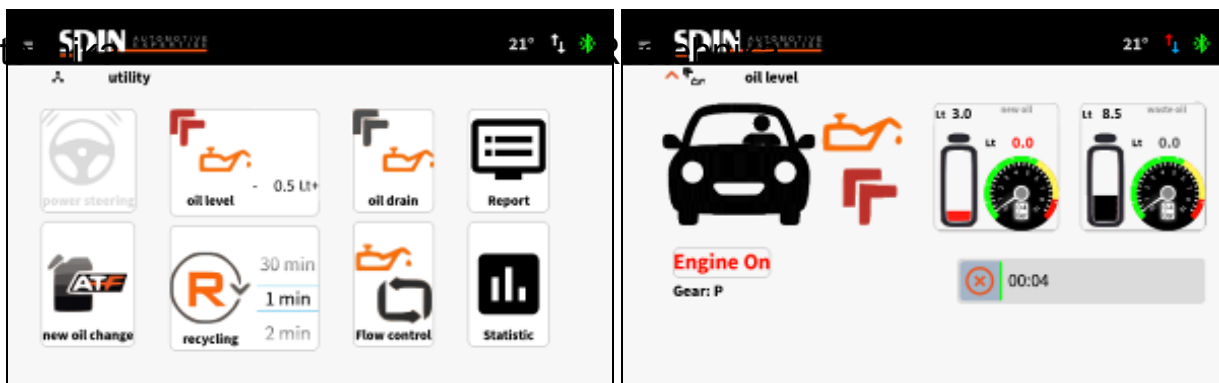 SPIN AUTOMOTIVE EXPERTISE
21°
utility
power steering
oil level
- 0.5 Lt+
oil drain
Report
new oil change
ATF
R
recycling
30 min
1 min
2 min
Flow control
Statistic
SPIN AUTOMOTIVE
21°
oil level
Lt 3.0 new oil
Lt 0.0
Lt 8.5 waste oil
Lt 0.0
Engine On
Gear: P
00:04